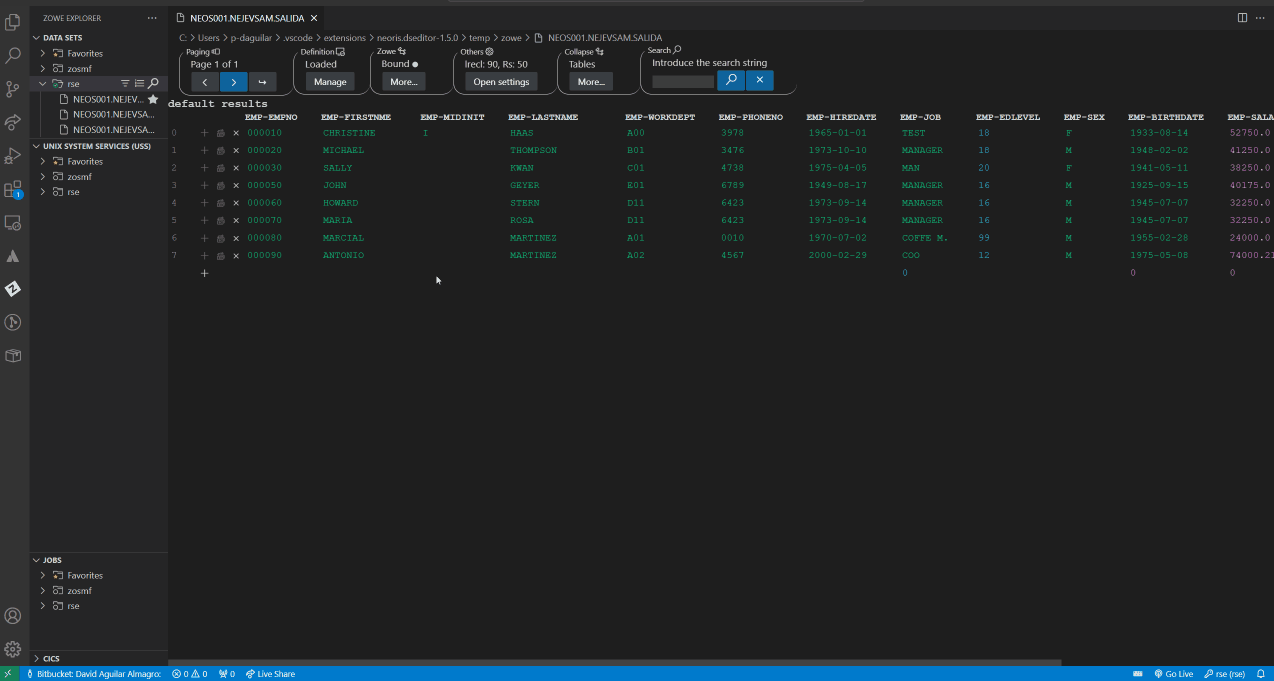 ZOWE EXPLORER ···
NEOS001.NEJEVSAM.SALIDA
DATA SETS
Favorites
zosmf
rse
NEOS001.NEJEV...
NEOS001.NEJEVSA...
NEOS001.NEJEVSA...
UNIX SYSTEM SERVICES (USS)
Favorites
zosmf
rse
JOBS
Favorites
zosmf
rse
CICS
C: > Users > p-daguilar > .vscode > extensions > neoris.dseditor-1.5.0 > temp > zowe > NEOS001.NEJEVSAM.SALIDA
Paging Definition Zowe Others Collapse Search
Page 1 of 1 Loaded Bound Irecl: 90, Rs: 50 Tables Introduce the search string
Manage More... Open settings More...
default results
EMP-EMPNO EMP-FIRSTNME EMP-MIDINIT EMP-LASTNAME EMP-WORKDEPT EMP-PHONENO EMP-HIREDATE EMP-JOB EMP-EDLEVEL EMP-SEX EMP-BIRTHDATE EMP-SALA
0 000010 CHRISTINE I HAAS A00 3978 1965-01-01 TEST 18 F 1933-08-14 52750.0
1 000020 MICHAEL THOMPSON B01 3476 1973-10-10 MANAGER 18 M 1948-02-02 41250.0
2 000030 SALLY KWAN C01 4738 1975-04-05 MAN 20 F 1941-05-11 38250.0
3 000050 JOHN GEYER E01 6789 1949-08-17 MANAGER 16 M 1925-09-15 40175.0
4 000060 HOWARD STERN D11 6423 1973-09-14 MANAGER 16 M 1945-07-07 32250.0
5 000070 MARIA ROSA D11 6423 1973-09-14 MANAGER 16 M 1945-07-07 32250.0
6 000080 MARCIAL MARTINEZ A01 0010 1970-07-02 COFFE M. 99 M 1955-02-28 24000.0
7 000090 ANTONIO MARTINEZ A02 4567 2000-02-29 COO 12 M 1975-05-08 74000.21
0 0 0
1
Bitbucket: David Aguilar Almagro: 0 0 0 Live Share Go Live rse (rse)